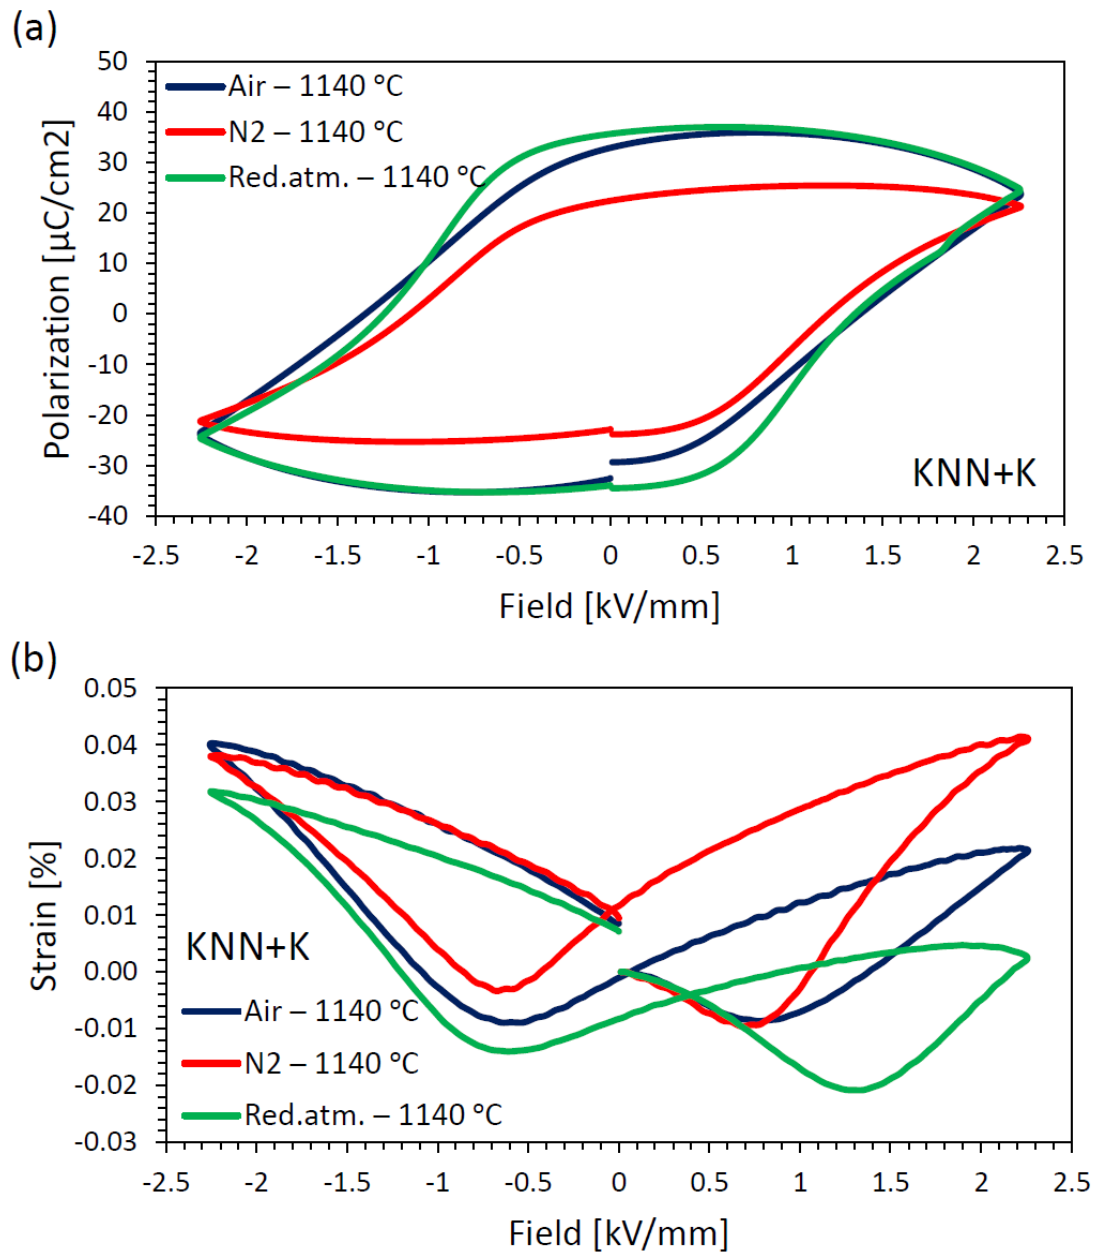 (a)
50
40
30
20
10
0
-10
-20
-30
-40
Polarization [µC/cm2]
Air – 1140 °C
N2 – 1140 °C
Red.atm. – 1140 °C
KNN+K
-2.5 -2 -1.5 -1 -0.5 0 0.5 1 1.5 2 2.5
Field [kV/mm]
(b)
0.05
0.04
0.03
0.02
0.01
0.00
-0.01
-0.02
-0.03
Strain [%]
KNN+K
Air – 1140 °C
N2 – 1140 °C
Red.atm. – 1140 °C
-2.5 -2 -1.5 -1 -0.5 0 0.5 1 1.5 2 2.5
Field [kV/mm]